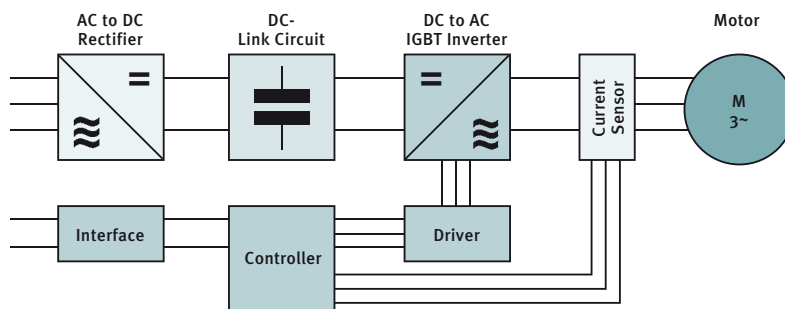 AC to DC
Rectifier
DC-
Link Circuit
DC to AC
IGBT Inverter
Motor
Current
Sensor
M
3~
Interface
Controller
Driver